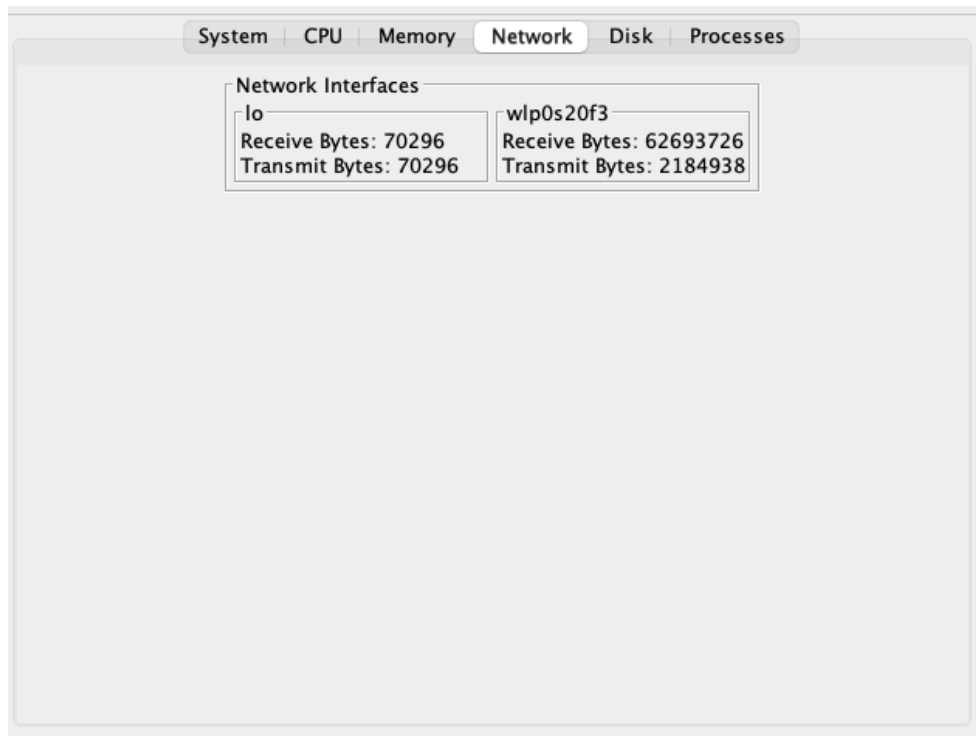 System CPU Memory Network Disk Processes
Network Interfaces
lo
Receive Bytes: 70296
Transmit Bytes: 70296
wlp0s20f3
Receive Bytes: 62693726
Transmit Bytes: 2184938